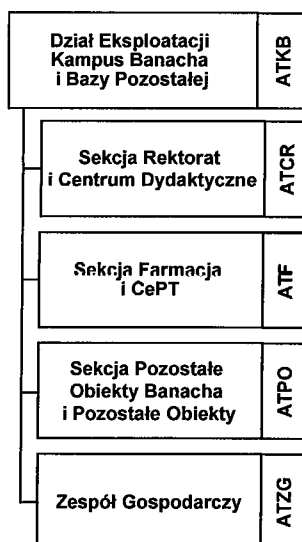 Dział Eksploatacji
Kampus Banacha
i Bazy Pozostałej
ATKB
Sekcja Rektorat
i Centrum Dydaktyczne
ATCR
Sekcja Farmacja
i CePT
ATF
Sekcja Pozostałe
Obiekty Banacha
i Pozostałe Obiekty
ATPO
Zespół Gospodarczy
ATZG